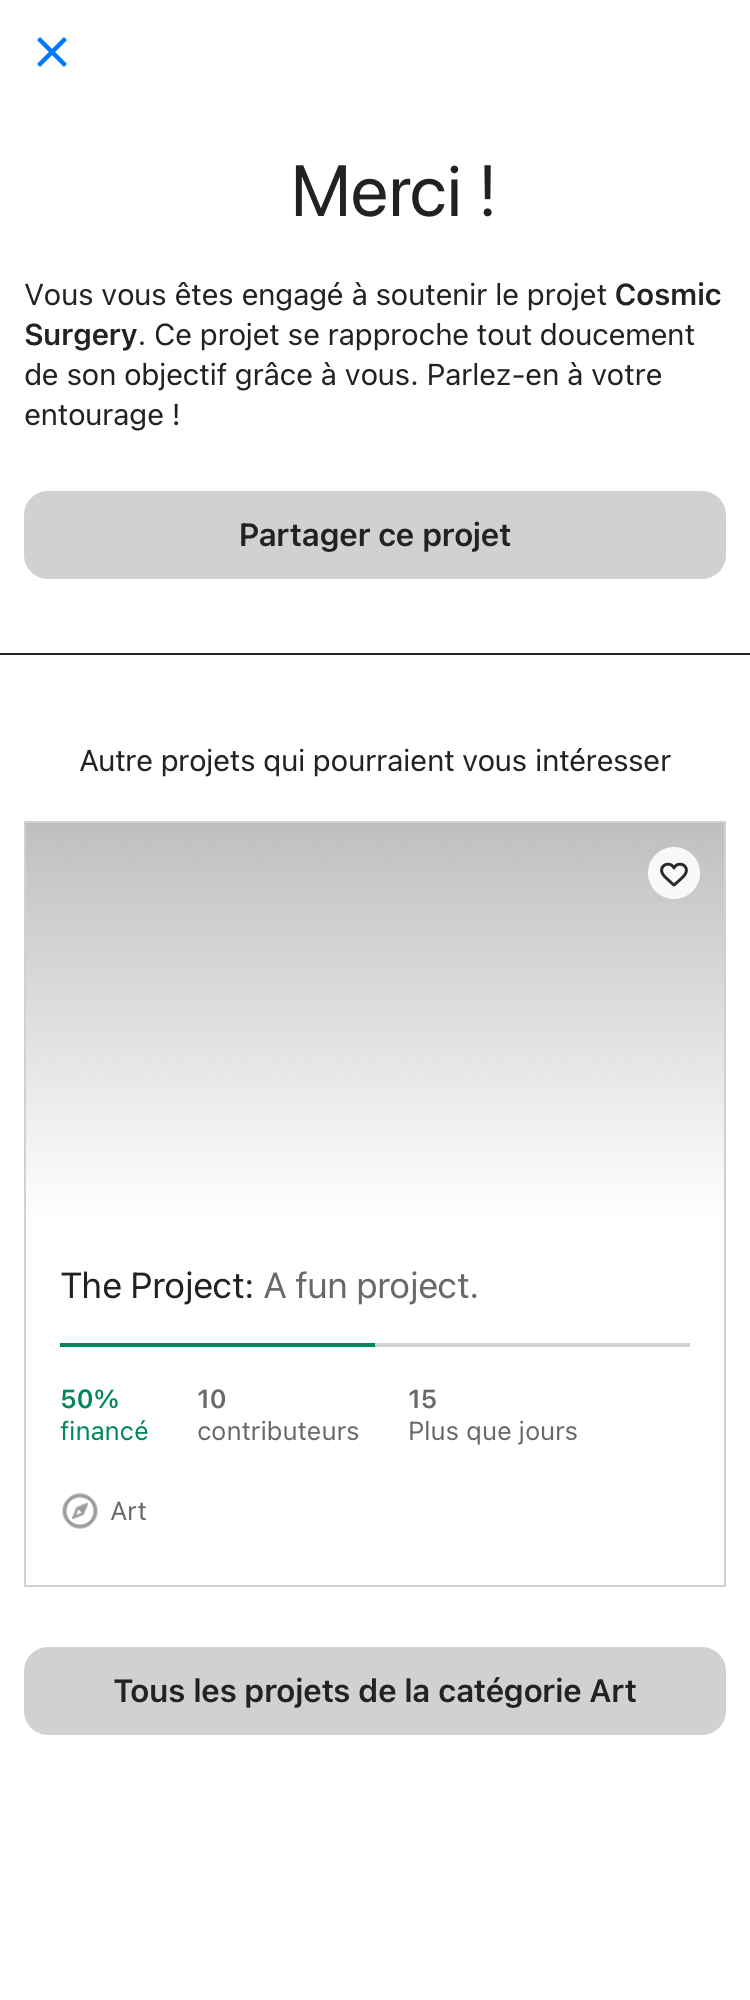 Merci !
Vous vous êtes engagé à soutenir le projet Cosmic
Surgery. Ce projet se rapproche tout doucement
de son objectif grâce à vous. Parlez-en à votre
entourage !
Partager ce projet
Autre projets qui pourraient vous intéresser
The Project: A fun project.
50% 10 15
financé contributeurs Plus que jours
Art
Tous les projets de la catégorie Art